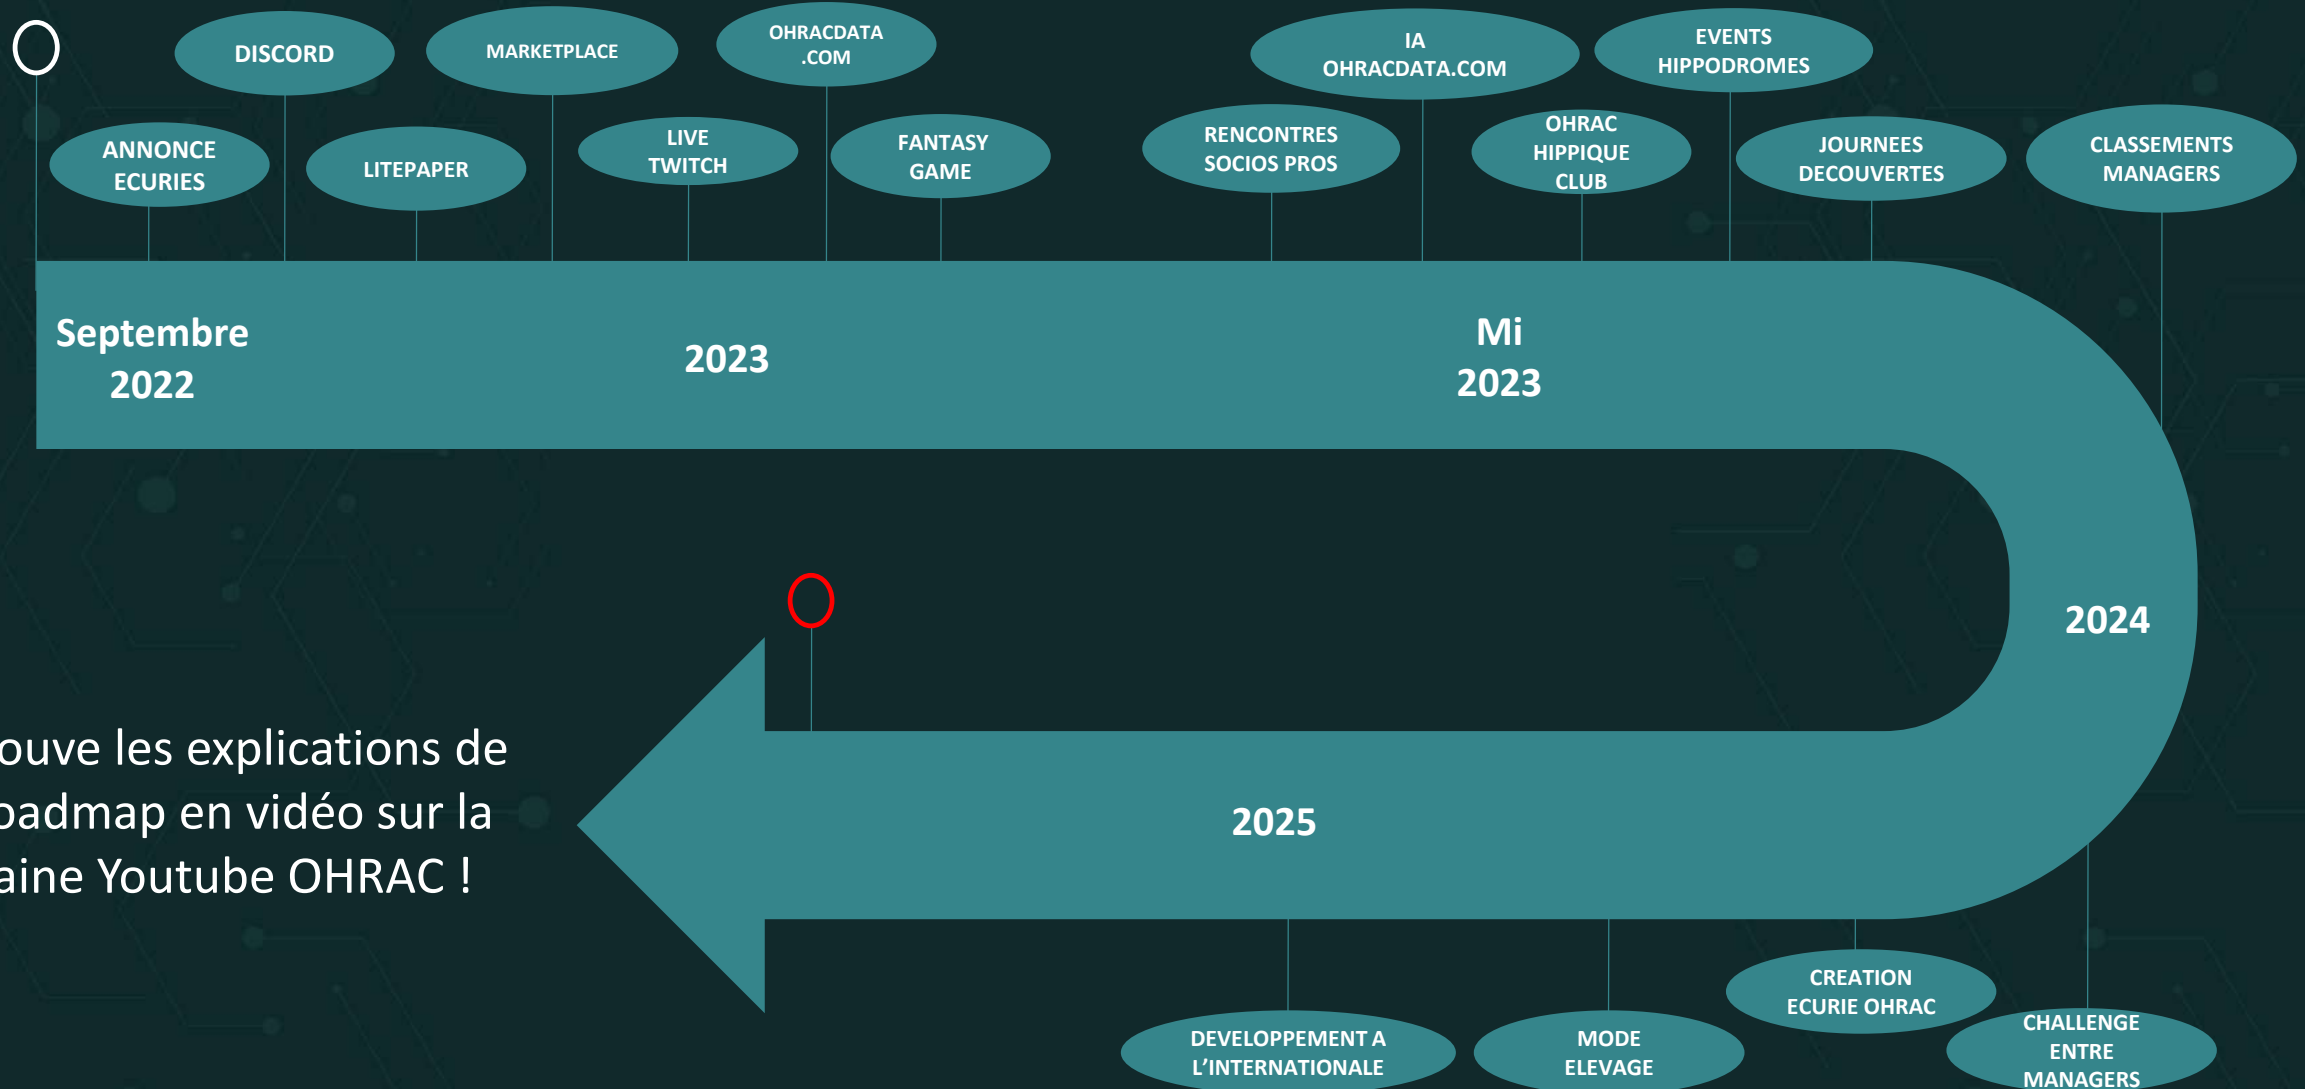 DISCORD
MARKETPLACE
OHRACDATA
.COM
IA
OHRACDATA.COM
EVENTS
HIPPODROMES
ANNONCE
ECURIES
LITEPAPER
LIVE
TWITCH
FANTASY
GAME
RENCONTRES
SOCIOS PROS
OHRAC
HIPPIQUE
CLUB
JOURNEES
DECOUVERTES
CLASSEMENTS
MANAGERS
Septembre
2022
2023
Mi
2023
2024
2025
ouve les explications de
oadmap en vidéo sur la
aine Youtube OHRAC !
DEVELOPPEMENT A
L’INTERNATIONALE
MODE
ELEVAGE
CREATION
ECURIE OHRAC
CHALLENGE
ENTRE
MANAGERS